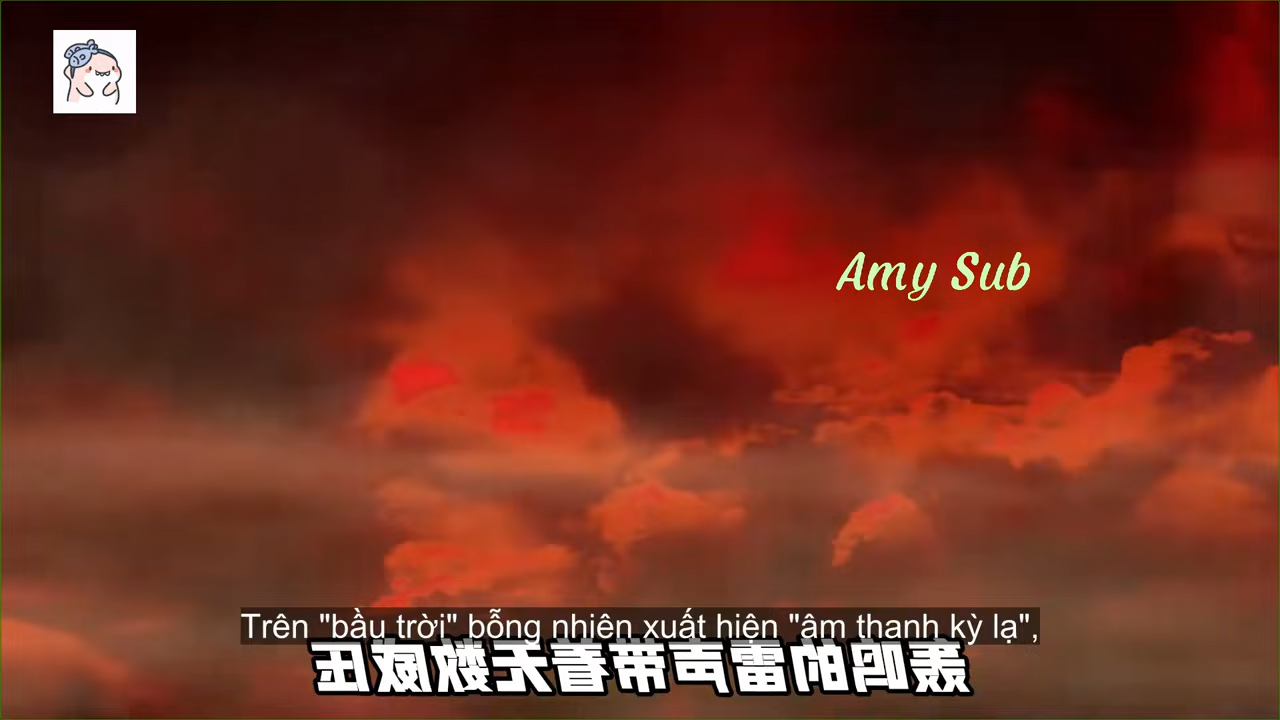 Amy Sub
Trên "bầu trời" bỗng nhiên xuất hiện "âm thanh kỳ lạ",
轰鸣的雷声带着无数威压